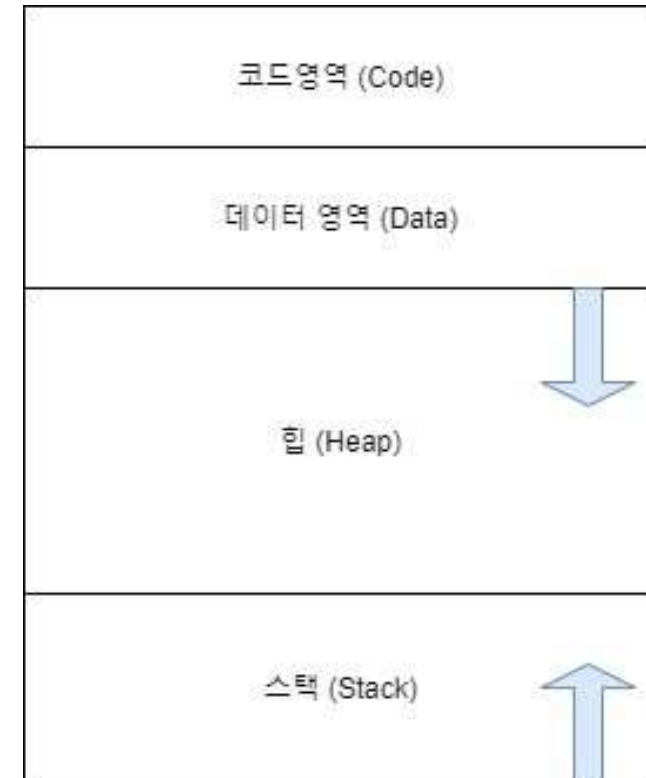 코드영역 (Code)
데이터 영역 (Data)
힙 (Heap)
스택 (Stack)